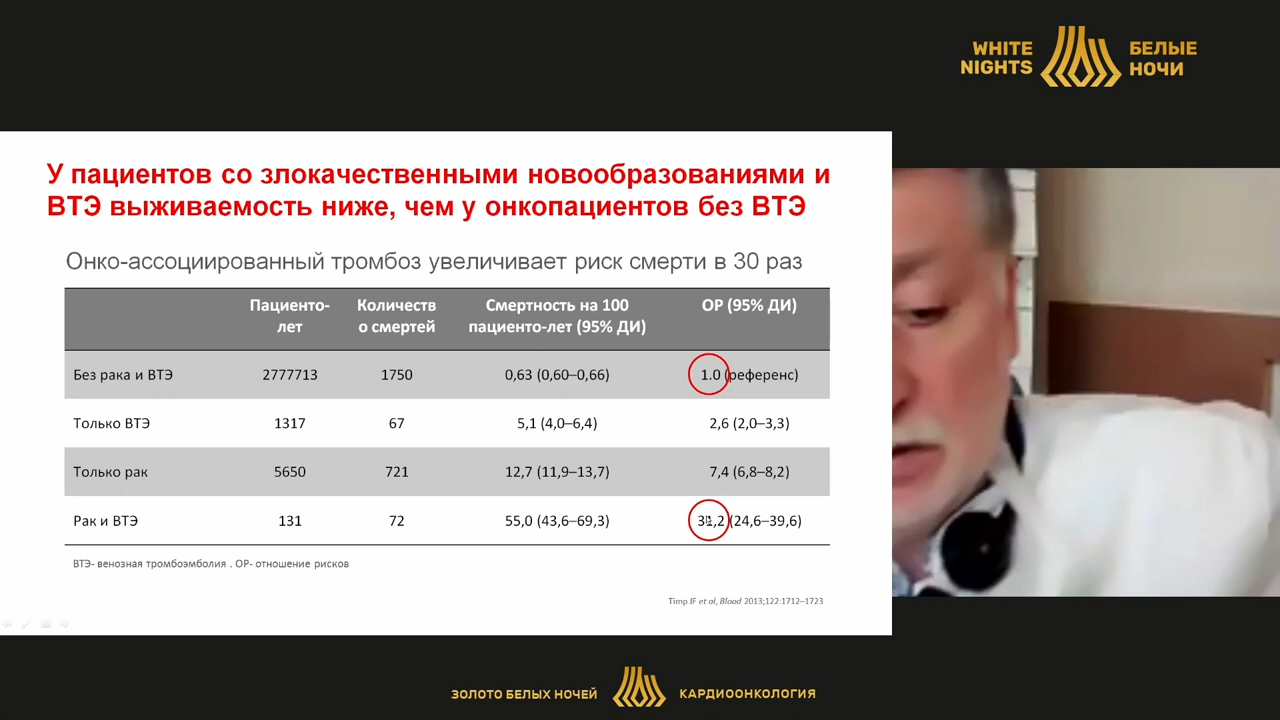 WHITE
NIGHTS
БЕЛЫЕ
НОЧИ
У пациентов со злокачественными новообразованиями и
ВТЭ выживаемость ниже, чем у онкопациентов без ВТЭ
Онко-ассоциированный тромбоз увеличивает риск смерти в 30 раз
Пациенто-
лет
Количеств
о смертей
Смертность на 100
пациенто-лет (95% ДИ)
ОР (95% ДИ)
Без рака и ВТЭ 2777713 1750 0,63 (0,60–0,66) 1.0 (референс)
Только ВТЭ 1317 67 5,1 (4,0–6,4) 2,6 (2,0–3,3)
Только рак 5650 721 12,7 (11,9–13,7) 7,4 (6,8–8,2)
Рак и ВТЭ 131 72 55,0 (43,6–69,3) (24,6–39,6)
ВТЭ- венозная тромбоэмболия . ОР- отношение рисков
Timp JF et al, Blood 2013;122:1712–1723
ЗОЛОТО БЕЛЫХ НОЧЕЙ
КАРДИООНКОЛОГИЯ